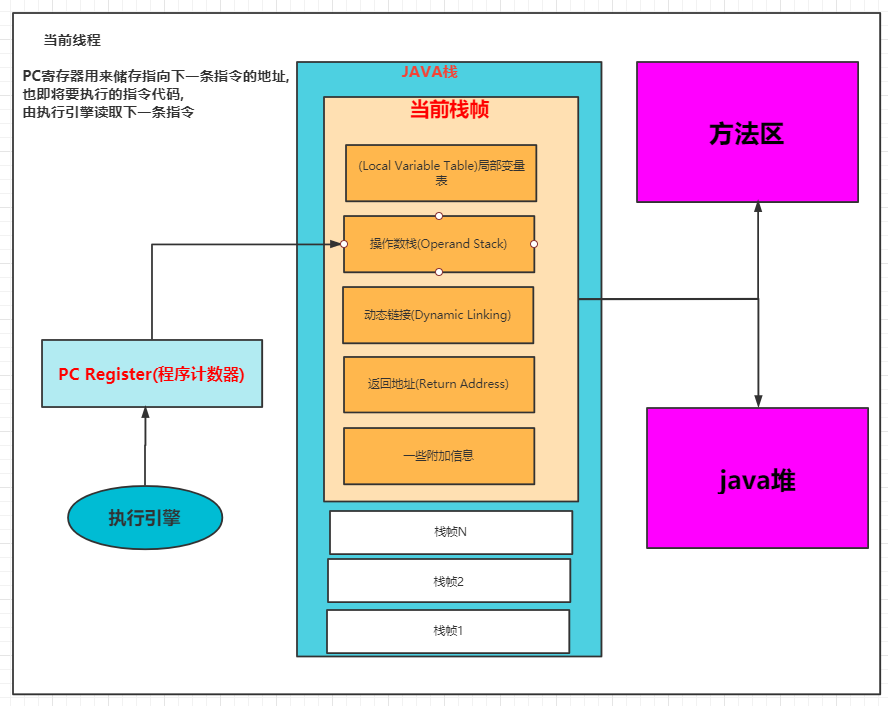 当前线程
PC寄存器用来储存指向下一条指令的地址,
也即将要执行的指令代码,
由执行引擎读取下一条指令
JAVA栈
当前栈帧
(Local Variable Table)局部变量
表
操作数栈(Operand Stack)
动态链接(Dynamic Linking)
返回地址(Return Address)
一些附加信息
栈帧N
栈帧2
栈帧1
PC Register(程序计数器)
执行引擎
方法区
java堆